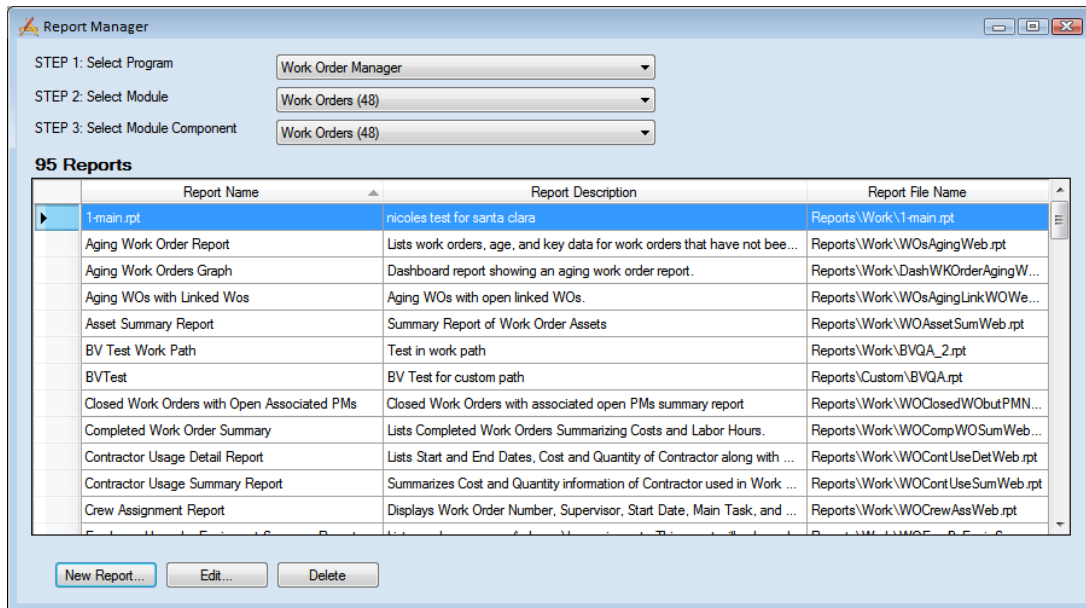 Report Manager
STEP 1: Select Program Work Order Manager
STEP 2: Select Module Work Orders (48)
STEP 3: Select Module Component Work Orders (48)
95 Reports
Report Name Report Description Report File Name
1-main.rpt nicoles test for santa clara Reports\Work\1-main.rpt
Aging Work Order Report Lists work orders, age, and key data for work orders that have not bee... Reports\Work\WOsAgingWeb.rpt
Aging Work Orders Graph Dashboard report showing an aging work order report. Reports\Work\DashWKOrderAgingW...
Aging WOs with Linked Wos Aging WOs with open linked WOs. Reports\Work\WOsAgingLinkWOWe...
Asset Summary Report Summary Report of Work Order Assets Reports\Work\WOAssetSumWeb.rpt
BV Test Work Path Test in work path Reports\Work\BVQA_2.rpt
BVTest BV Test for custom path Reports\Custom\BVQA.rpt
Closed Work Orders with Open Associated PMs Closed Work Orders with associated open PMs summary report Reports\Work\WOClosedWObutPMN...
Completed Work Order Summary Lists Completed Work Orders Summarizing Costs and Labor Hours. Reports\Work\WOCompWOSumWeb...
Contractor Usage Detail Report Lists Start and End Dates, Cost and Quantity of Contractor along with ... Reports\Work\WOContUseDetWeb.rpt
Contractor Usage Summary Report Summarizes Cost and Quantity information of Contractor used in Work ... Reports\Work\WOContUseSumWeb.rpt
Crew Assignment Report Displays Work Order Number, Supervisor, Start Date, Main Task, and ... Reports\Work\WOCrewAssWeb.rpt
New Report... Edit... Delete